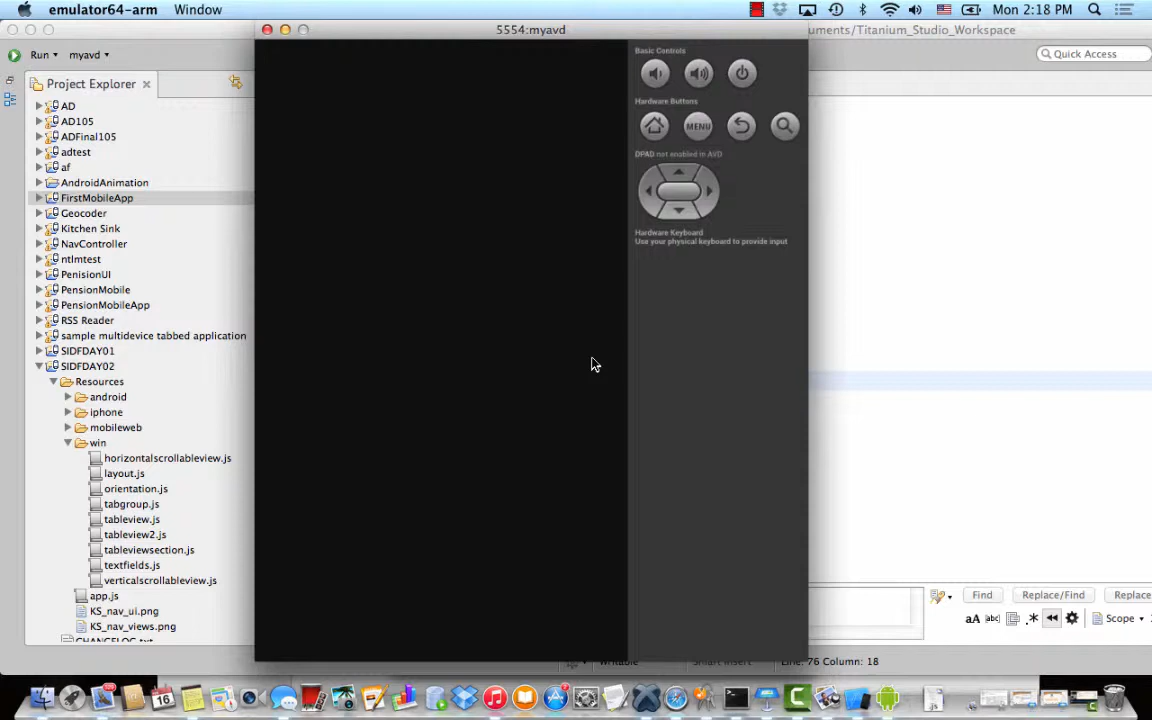 emulator64-arm Window Mon 2:18 PM
5554:myavd uments/Titanium_Studio_Workspace
Run myavd Quick Access
Project Explorer
AD
AD105
ADFinal105
adtest
af
AndroidAnimation
FirstMobileApp
Geocoder
Kitchen Sink
NavController
ntlmtest
PenisionUI
PensionMobile
PensionMobileApp
RSS Reader
sample multidevice tabbed application
SIDFDAY01
SIDFDAY02
Resources
android
iphone
mobileweb
win
horizontalscrollableview.js
layout.js
orientation.js
tabgroup.js
tableview.js
tableview2.js
tableviewsection.js
textfields.js
verticalscrollableview.js
app.js
KS_nav_ui.png
KS_nav_views.png
CHANGELOG.txt
Basic Controls
Hardware Buttons
MENU
DPAD not enabled in AVD
Hardware Keyboard
Use your physical keyboard to provide input
Find Replace/Find Replace
aA abc .* Scope
Writable Smart Insert Line: 76 Column: 18
16